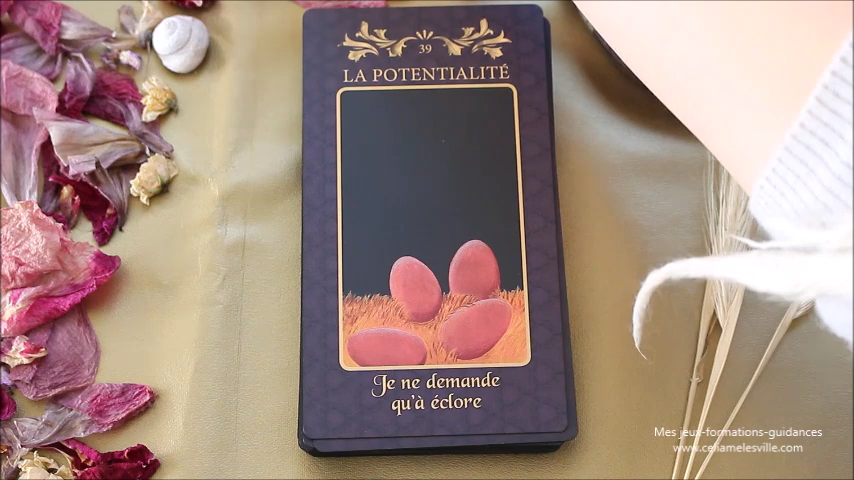 39
LA POTENTIALITÉ
Je ne demande
qu'à éclore
Mes jeux-formations-guidances
www.celiamelesville.com